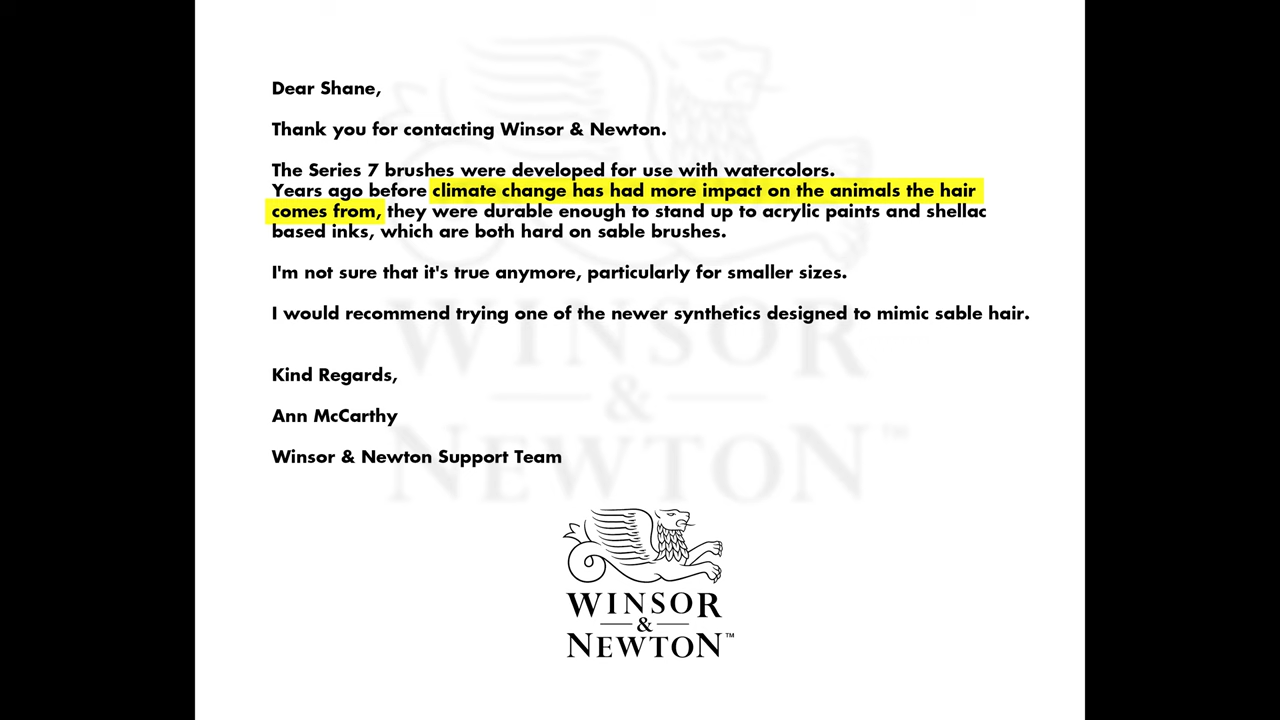 Dear Shane,
Thank you for contacting Winsor & Newton.
The Series 7 brushes were developed for use with watercolors.
Years ago before climate change has had more impact on the animals the hair
comes from, they were durable enough to stand up to acrylic paints and shellac
based inks, which are both hard on sable brushes.
I'm not sure that it's true anymore, particularly for smaller sizes.
I would recommend trying one of the newer synthetics designed to mimic sable hair.
Kind Regards,
Ann McCarthy
Winsor & Newton Support Team
WINSOR
&
NEWTON™
WINSOR
&
NEWTON™